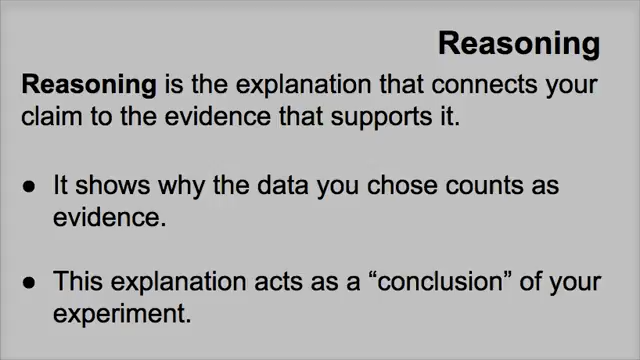 Reasoning
Reasoning is the explanation that connects your
claim to the evidence that supports it.
● It shows why the data you chose counts as
evidence.
● This explanation acts as a “conclusion” of your
experiment.